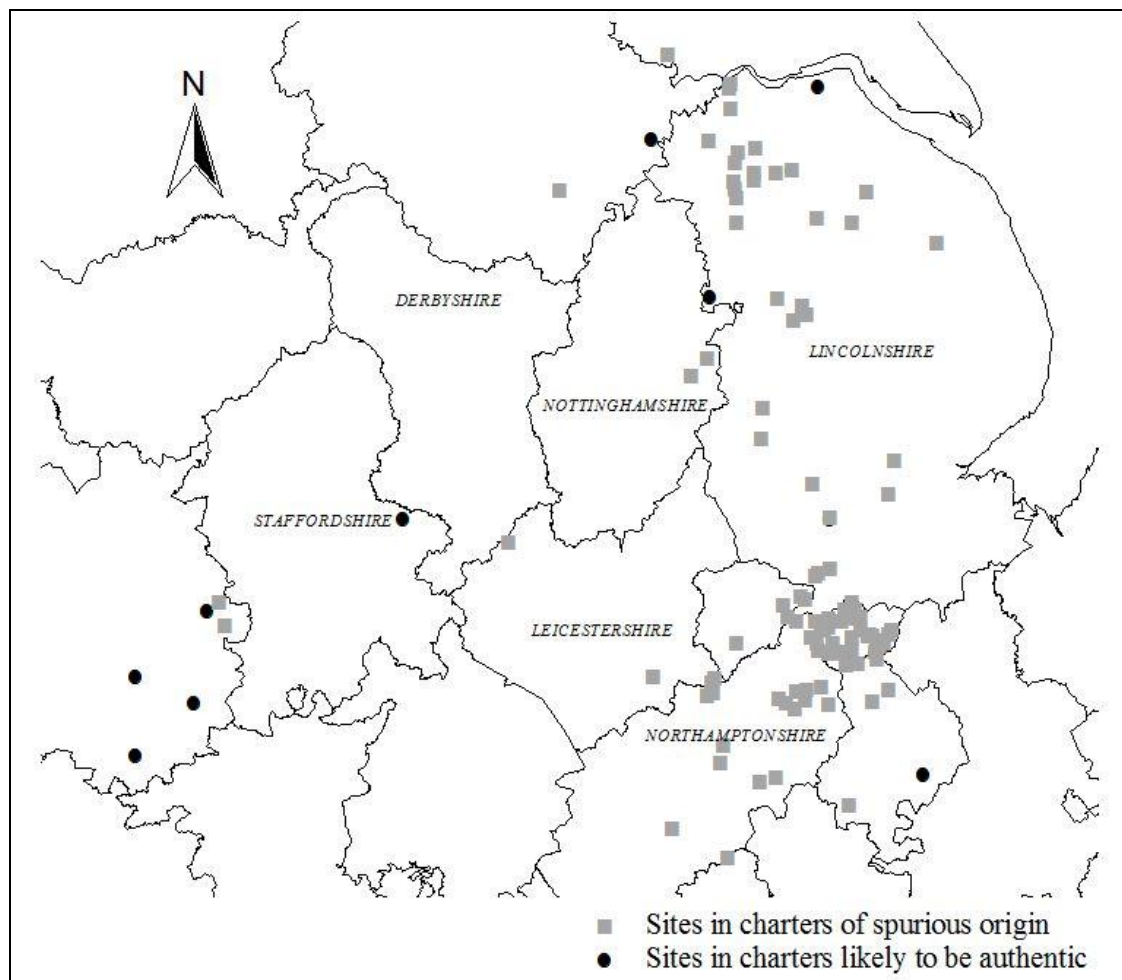 N
DERBYSHIRE
LINCOLNSHIRE
NOTTINGHAMSHIRE
STAFFORDSHIRE
LEICESTERSHIRE
NORTHAMPTONSHIRE
Sites in charters of spurious origin
Sites in charters likely to be authentic